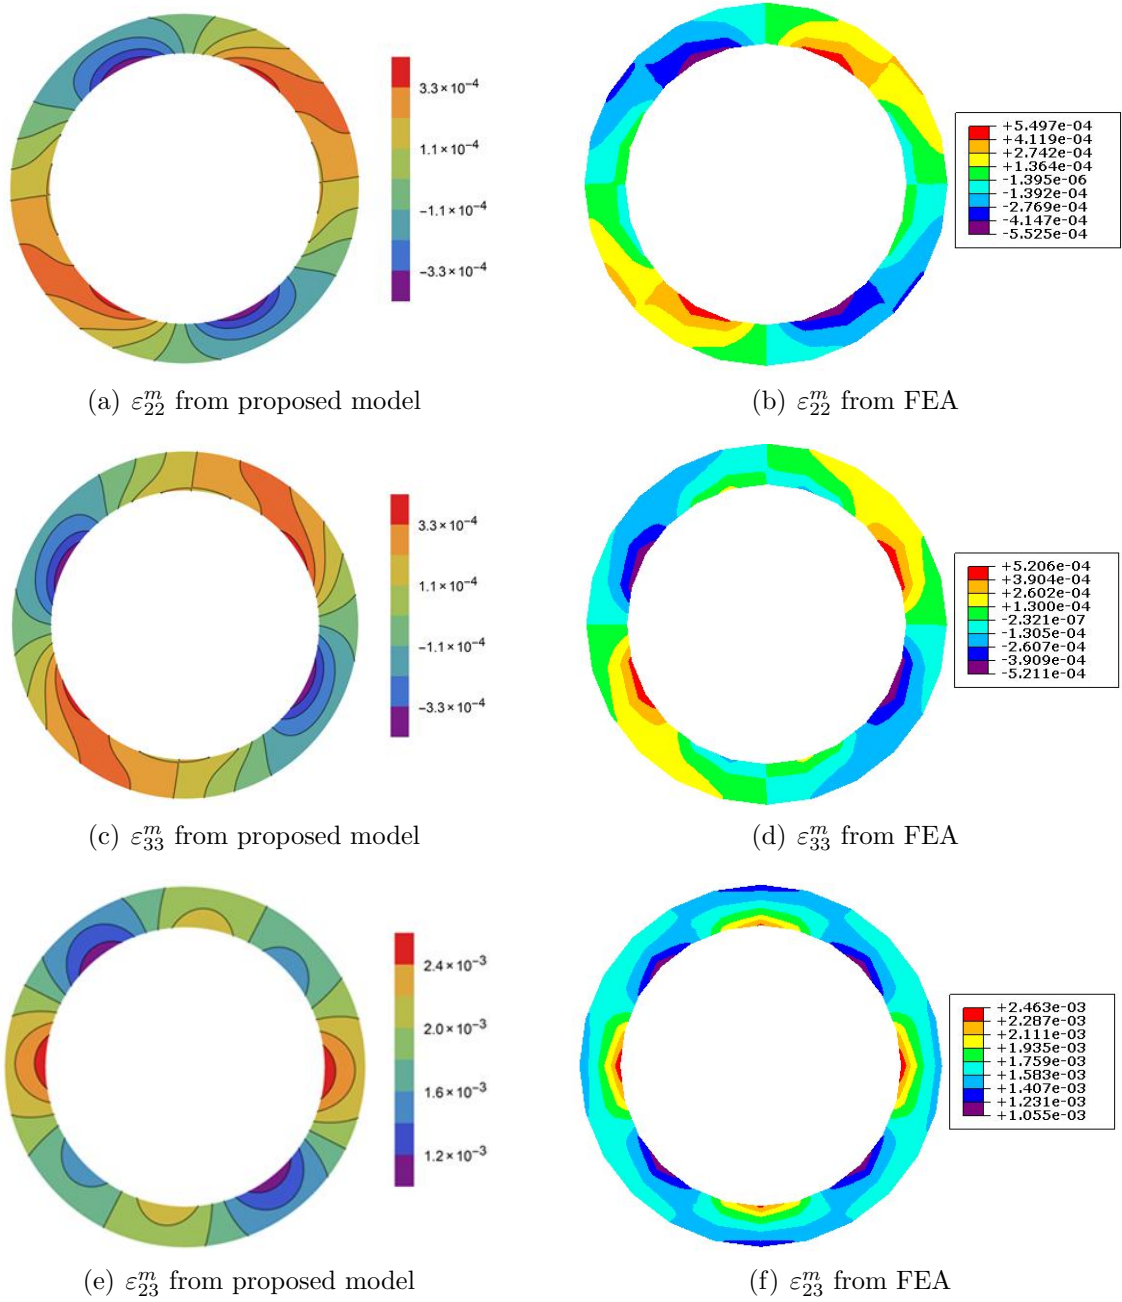 3.3 × 10⁻⁴
1.1 × 10⁻⁴
−1.1 × 10⁻⁴
−3.3 × 10⁻⁴
+5.497e-04
+4.119e-04
+2.742e-04
+1.364e-04
-1.395e-06
-1.392e-04
-2.769e-04
-4.147e-04
-5.525e-04
(a) ε₂₂ᵐ from proposed model
(b) ε₂₂ᵐ from FEA
3.3 × 10⁻⁴
1.1 × 10⁻⁴
−1.1 × 10⁻⁴
−3.3 × 10⁻⁴
+5.206e-04
+3.904e-04
+2.602e-04
+1.300e-04
-2.321e-07
-1.305e-04
-2.607e-04
-3.909e-04
-5.211e-04
(c) ε₃₃ᵐ from proposed model
(d) ε₃₃ᵐ from FEA
2.4 × 10⁻³
2.0 × 10⁻³
1.6 × 10⁻³
1.2 × 10⁻³
+2.463e-03
+2.287e-03
+2.111e-03
+1.935e-03
+1.759e-03
+1.583e-03
+1.407e-03
+1.231e-03
+1.055e-03
(e) ε₂₃ᵐ from proposed model
(f) ε₂₃ᵐ from FEA